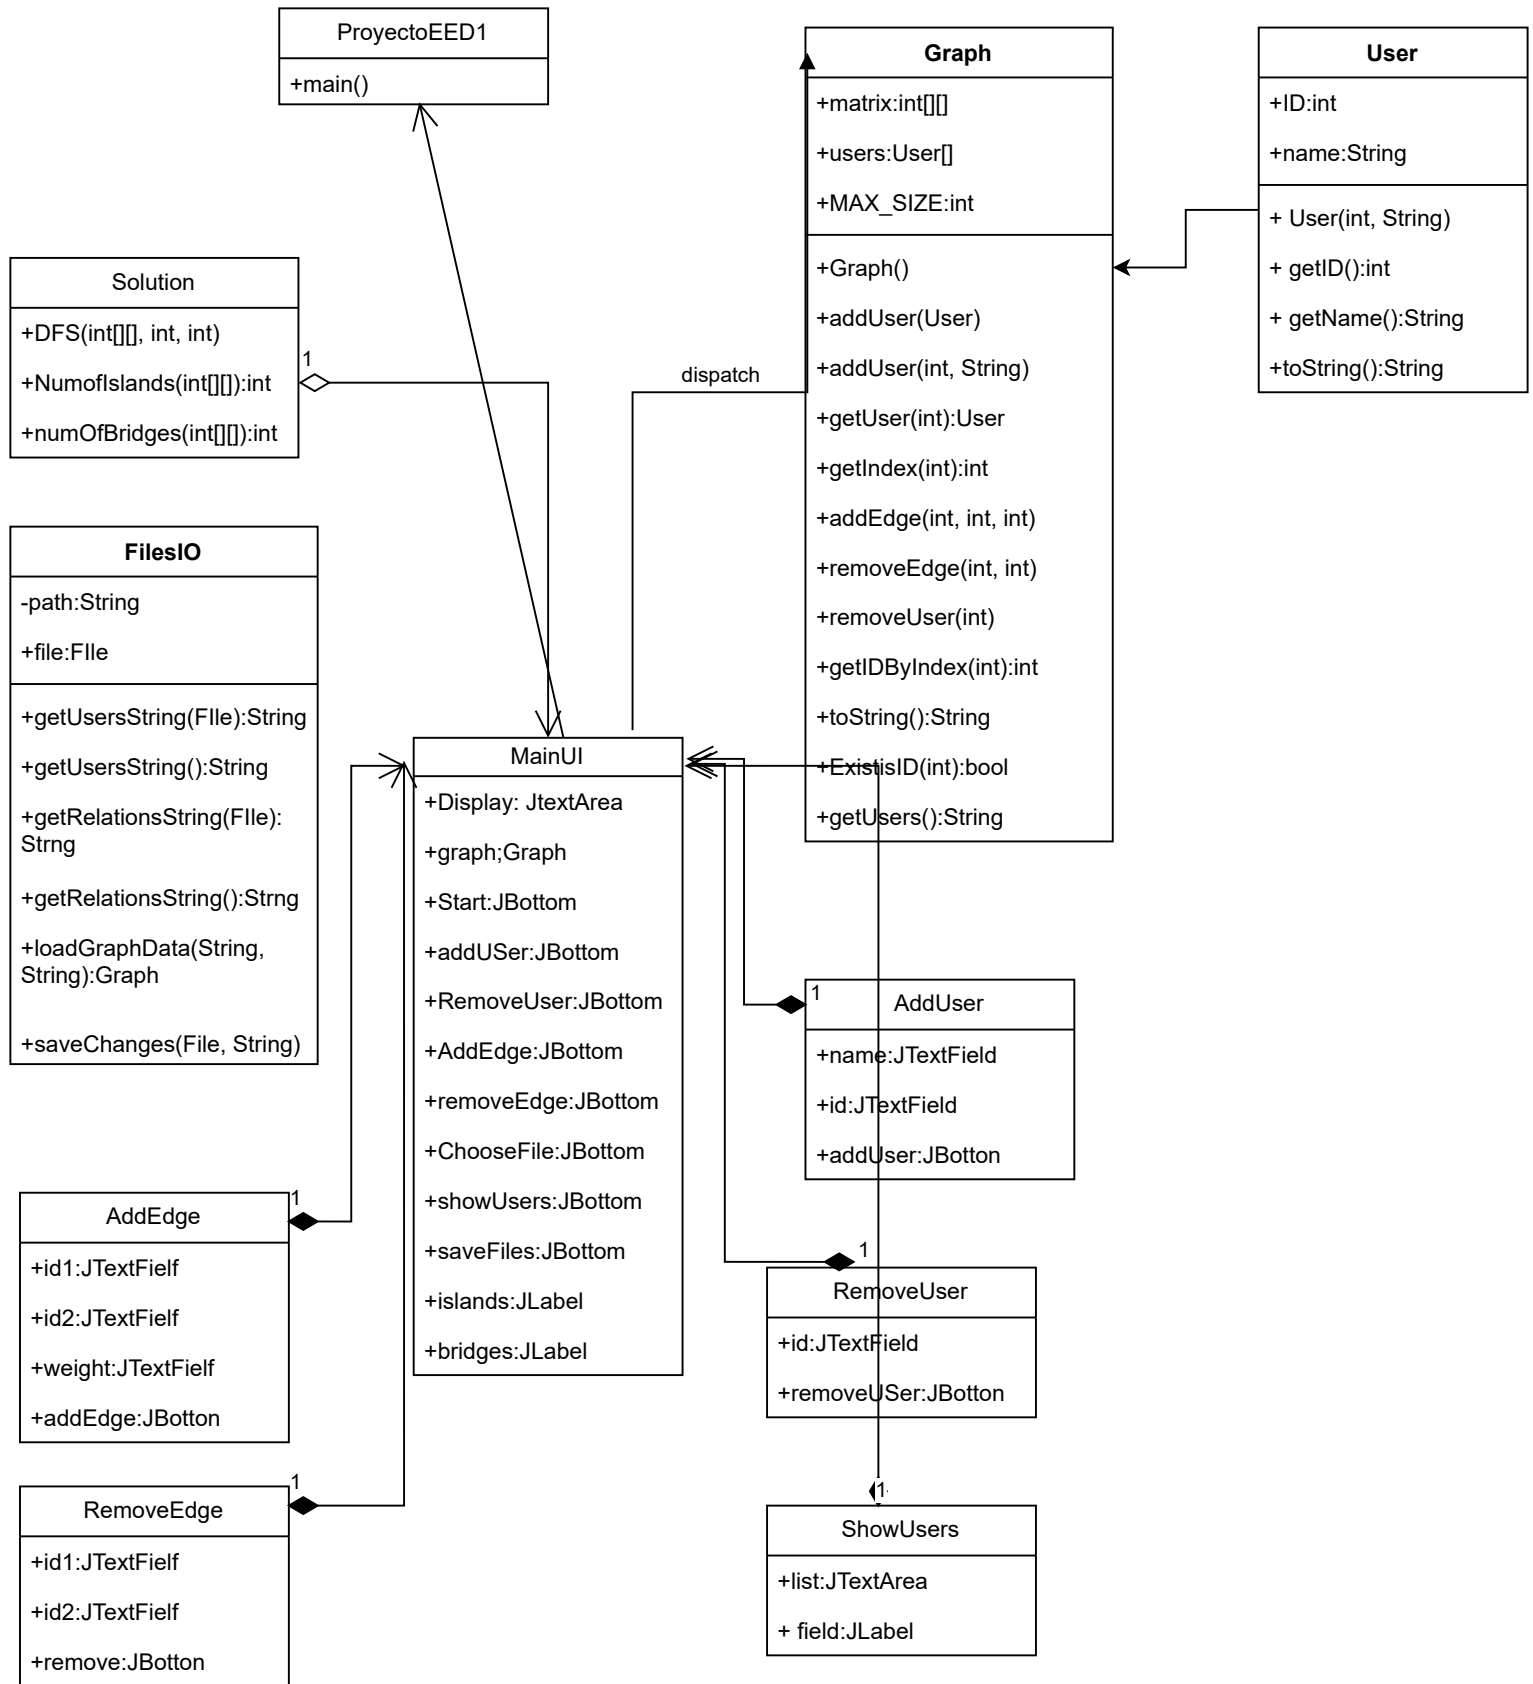 ProyectoEED1
+main()
Graph
+matrix:int[][]
+users:User[]
+MAX_SIZE:int
+Graph()
+addUser(User)
+addUser(int, String)
+getUser(int):User
+getIndex(int):int
+addEdge(int, int, int)
+removeEdge(int, int)
+removeUser(int)
+getIDByIndex(int):int
+toString():String
+ExistisID(int):bool
+getUsers():String
User
+ID:int
+name:String
+ User(int, String)
+ getID():int
+ getName():String
+toString():String
Solution
+DFS(int[][], int, int)
+NumofIslands(int[][]):int
+numOfBridges(int[][]):int
1
dispatch
FilesIO
-path:String
+file:FIle
+getUsersString(FIle):String
+getUsersString():String
+getRelationsString(FIle):
Strng
+getRelationsString():Strng
+loadGraphData(String,
String):Graph
+saveChanges(File, String)
MainUI
+Display: JtextArea
+graph;Graph
+Start:JBottom
+addUSer:JBottom
+RemoveUser:JBottom
+AddEdge:JBottom
+removeEdge:JBottom
+ChooseFile:JBottom
+showUsers:JBottom
+saveFiles:JBottom
+islands:JLabel
+bridges:JLabel
1
AddUser
+name:JTextField
+id:JTextField
+addUser:JBotton
1
AddEdge
+id1:JTextFielf
+id2:JTextFielf
+weight:JTextFielf
+addEdge:JBotton
1
RemoveUser
+id:JTextField
+removeUSer:JBotton
1
RemoveEdge
+id1:JTextFielf
+id2:JTextFielf
+remove:JBotton
1
ShowUsers
+list:JTextArea
+ field:JLabel